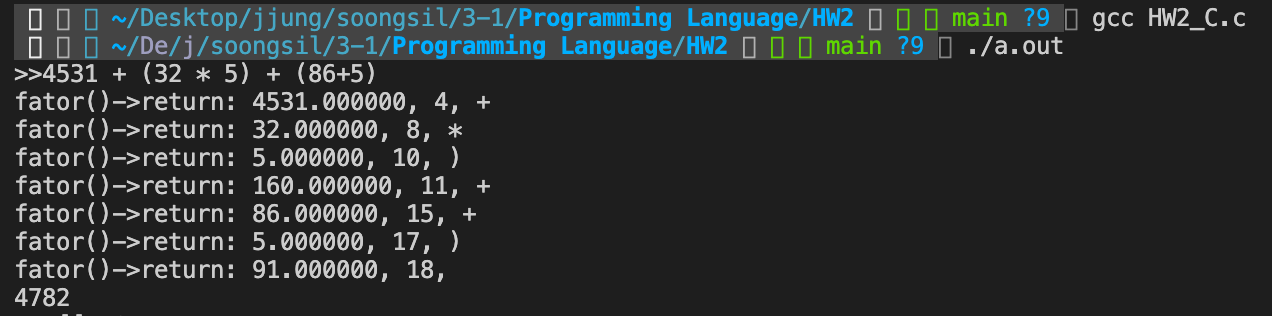 ~/Desktop/jjung/soongsil/3-1/Programming Language/HW2 main ?9 gcc HW2_C.c
~/De/j/soongsil/3-1/Programming Language/HW2 main ?9 ./a.out
>>4531 + (32 * 5) + (86+5)
fator()->return: 4531.000000, 4, +
fator()->return: 32.000000, 8, *
fator()->return: 5.000000, 10, )
fator()->return: 160.000000, 11, +
fator()->return: 86.000000, 15, +
fator()->return: 5.000000, 17, )
fator()->return: 91.000000, 18,
4782